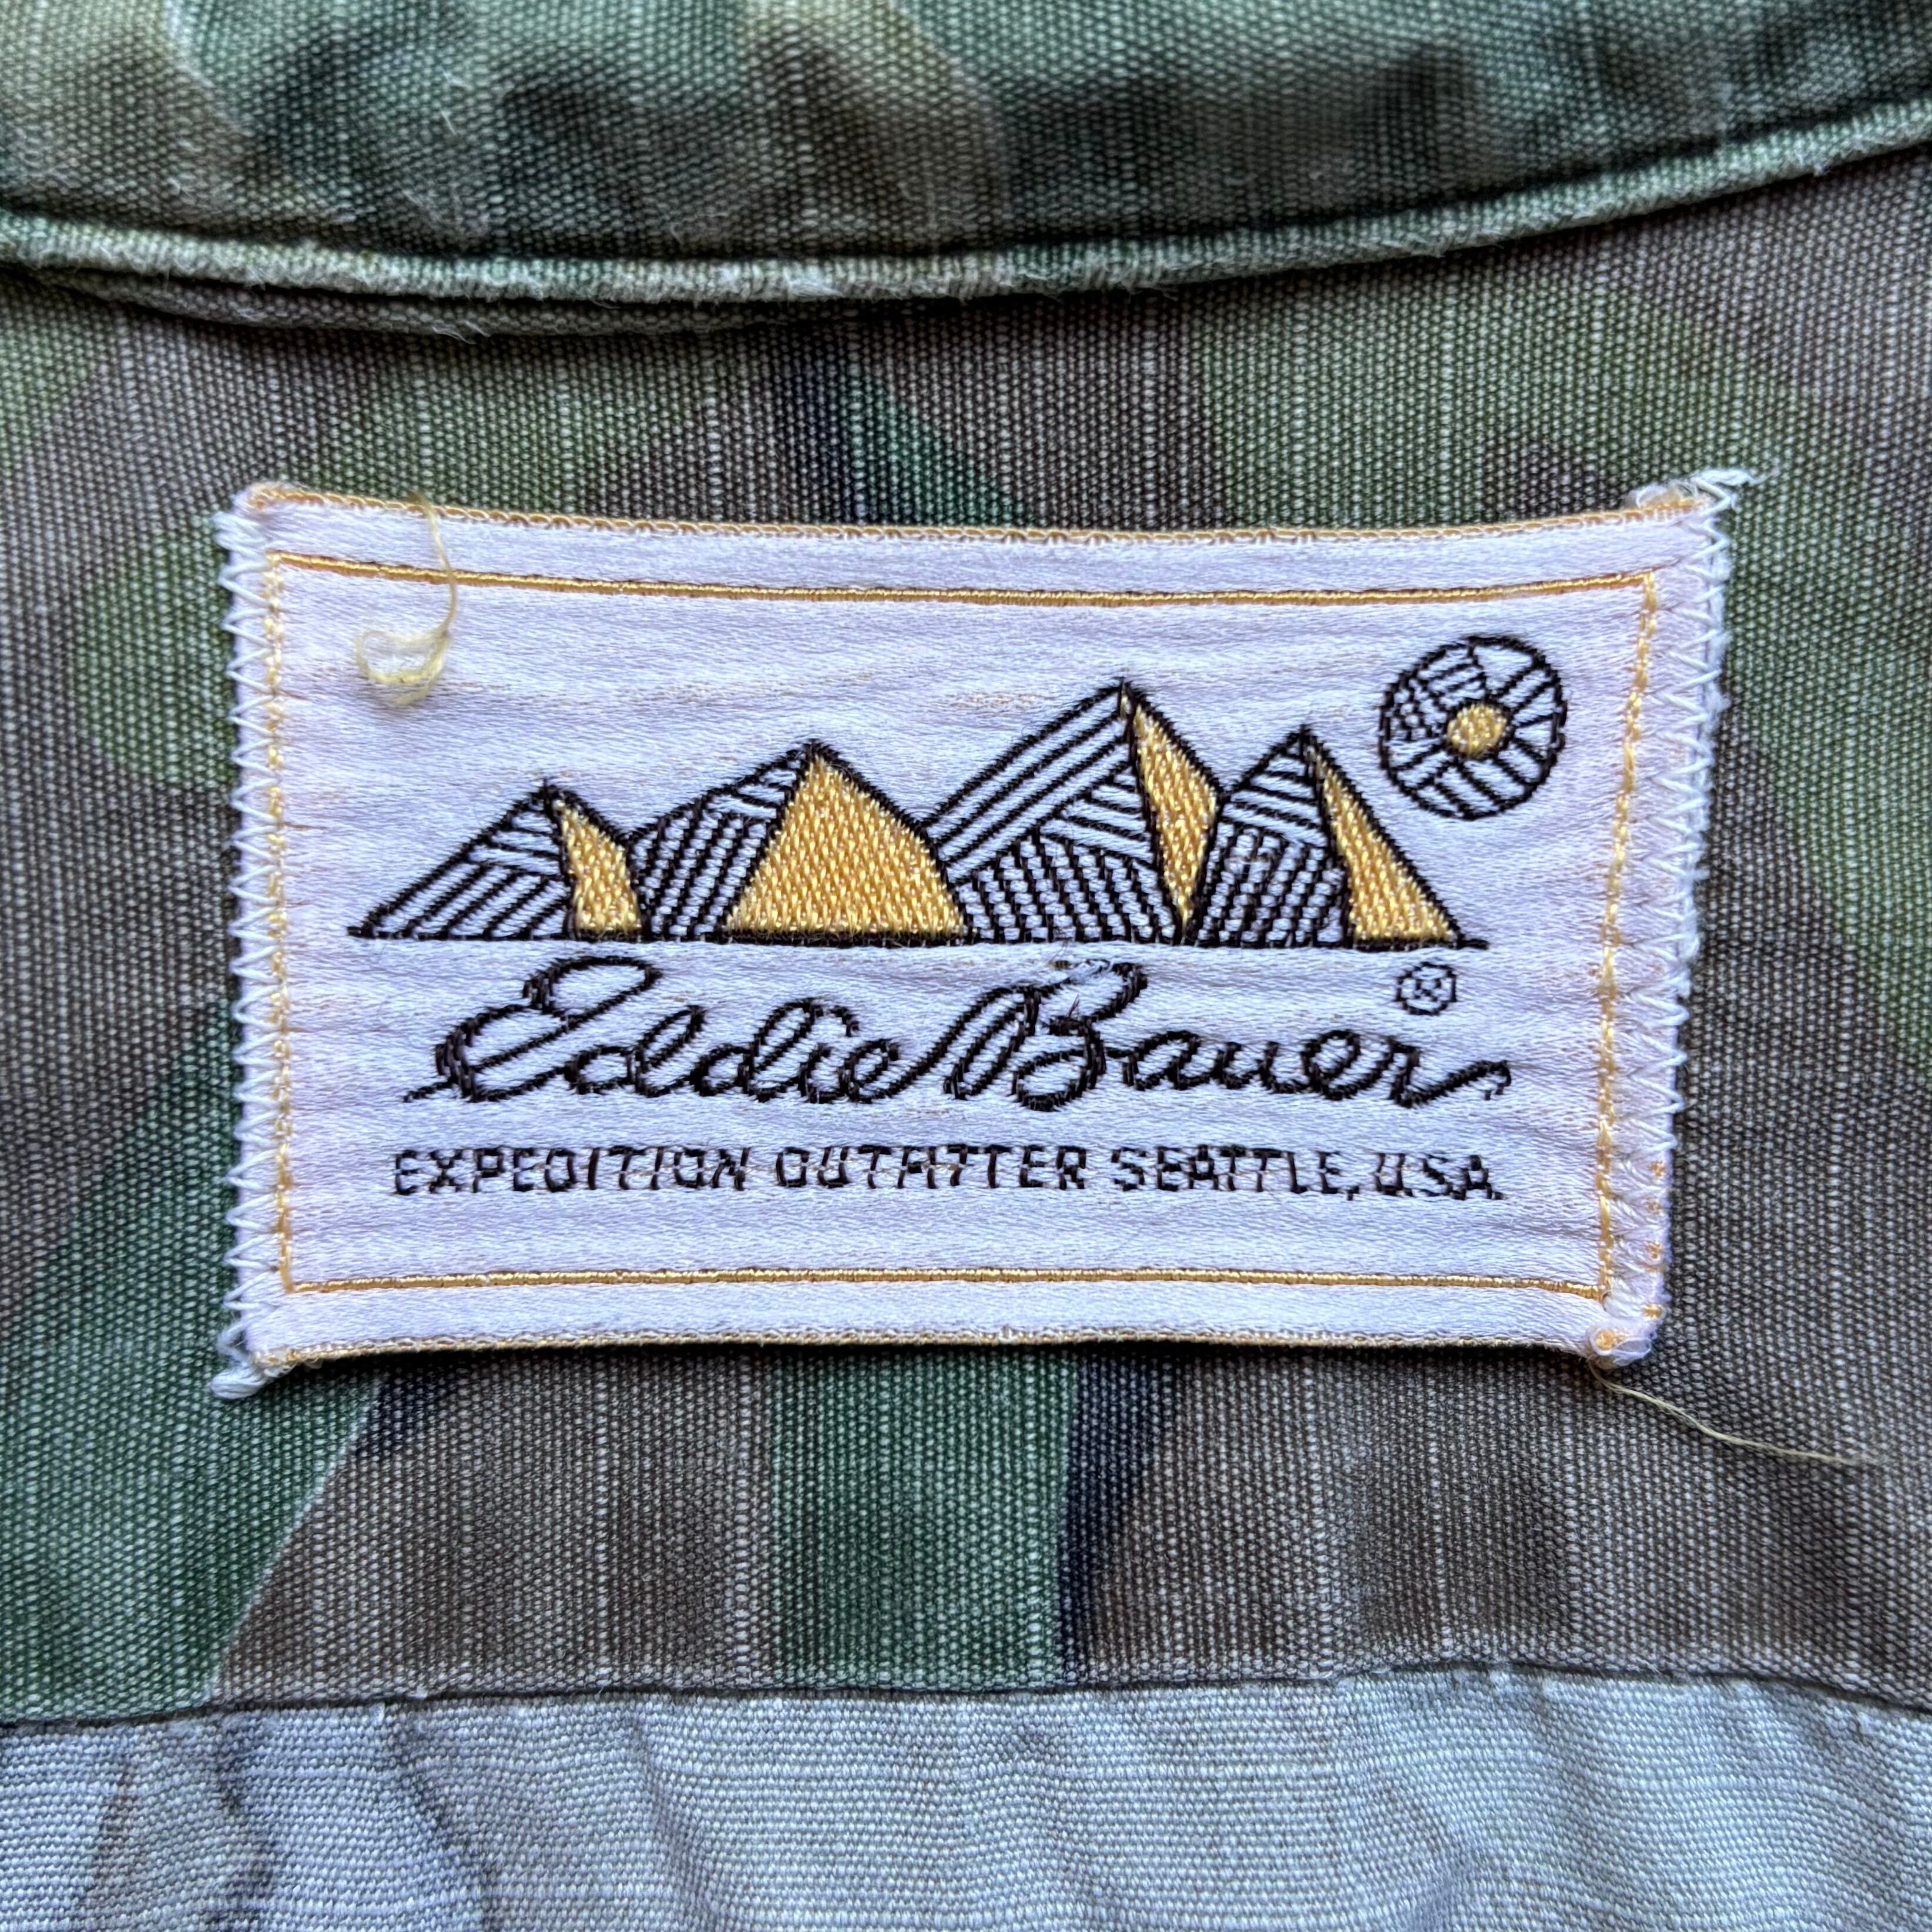 Eddie Bauer®
EXPEDITION OUTFITTER SEATTLE, U.S.A.